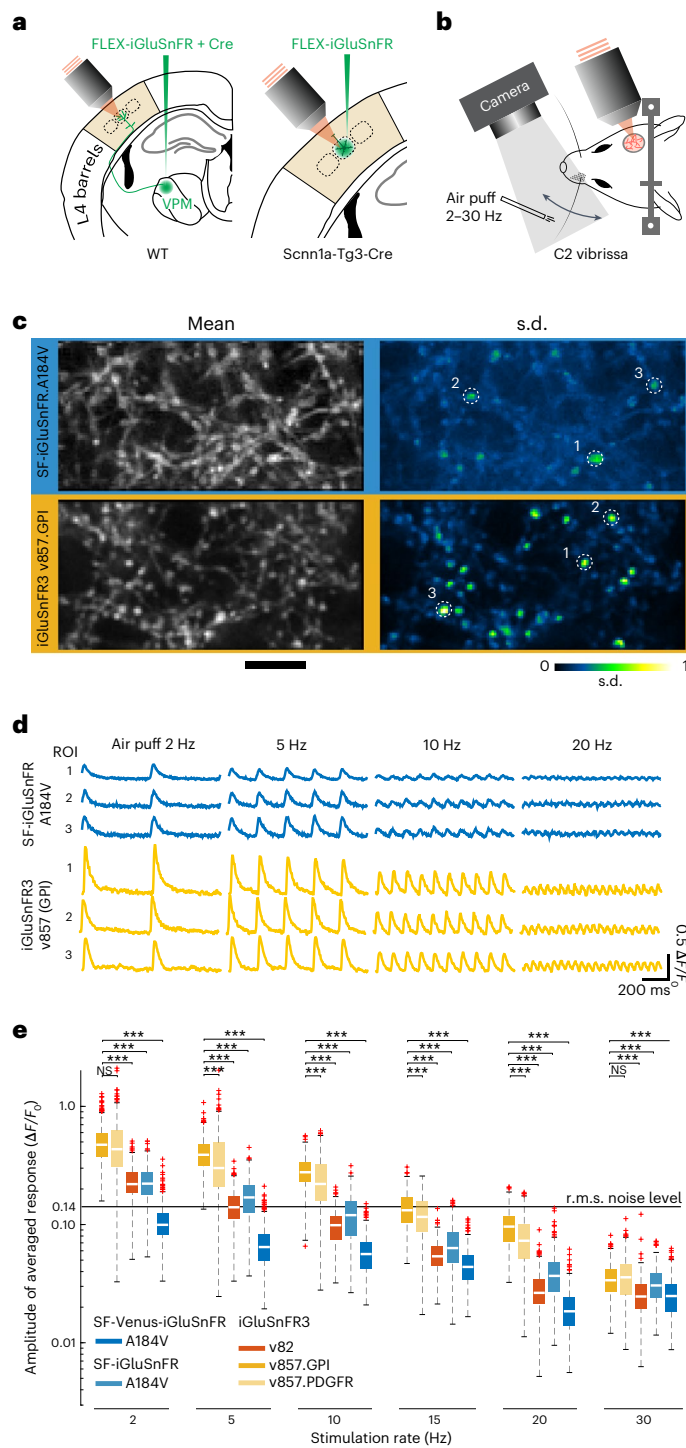 a
FLEX-iGluSnFR + Cre
FLEX-iGluSnFR
L4 barrels
VPM
WT
Scnn1a-Tg3-Cre
b
Camera
Air puff
2–30 Hz
C2 vibrissa
c
Mean
s.d.
SF-iGluSnFR.A184V
2
3
1
iGluSnFR3 v857.GPI
2
1
3
0
1
s.d.
d
ROI
Air puff 2 Hz
5 Hz
10 Hz
20 Hz
SF-iGluSnFR
A184V
1
2
3
iGluSnFR3
v857 (GPI)
1
2
3
0.5 ΔF/F0
200 ms
e
*** *** *** *** *** ***
*** *** *** *** *** ***
*** *** *** *** *** ***
NS *** *** *** *** NS
Amplitude of averaged response (ΔF/F0)
1.0
0.14
0.10
0.01
r.m.s. noise level
SF-Venus-iGluSnFR
A184V
SF-iGluSnFR
A184V
iGluSnFR3
v82
v857.GPI
v857.PDGFR
2 5 10 15 20 30
Stimulation rate (Hz)